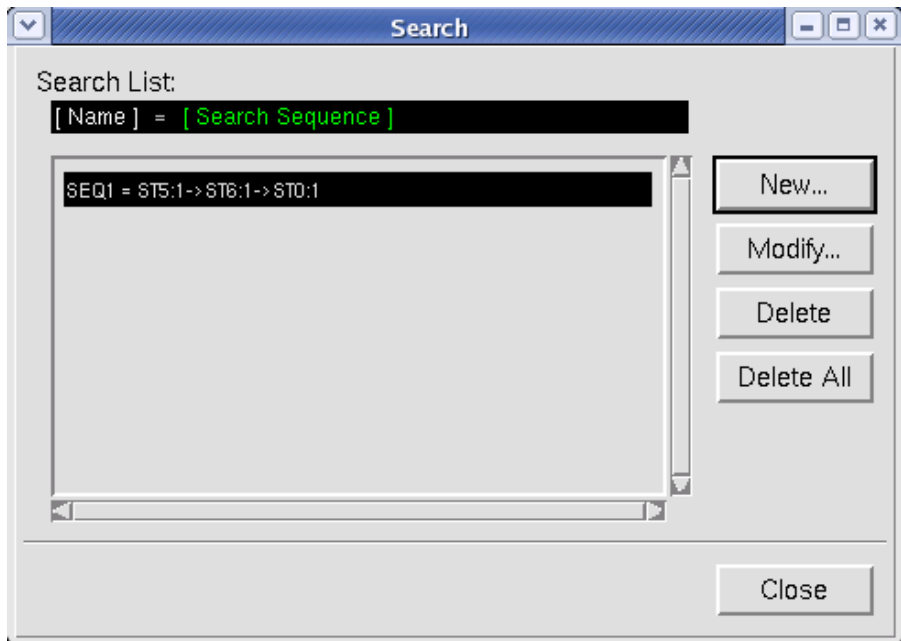 Search
Search List:
[ Name ] = [ Search Sequence ]
SEQ1 = ST5:1->ST6:1->ST0:1
New...
Modify...
Delete
Delete All
Close